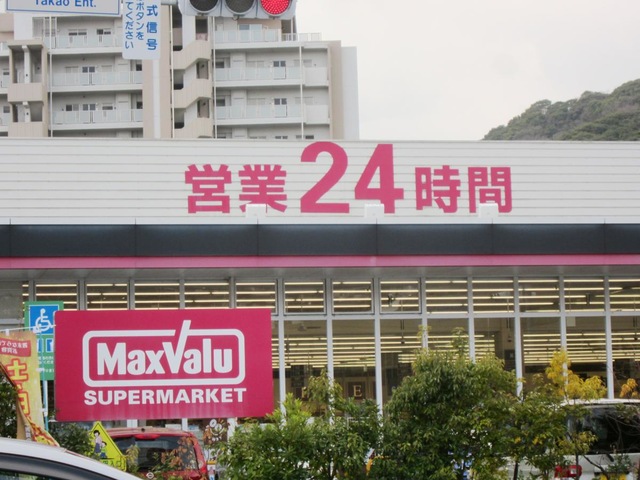 Takao Ent.
式信号
ボタンを
てください
営業24時間
MaxValu
SUPERMARKET